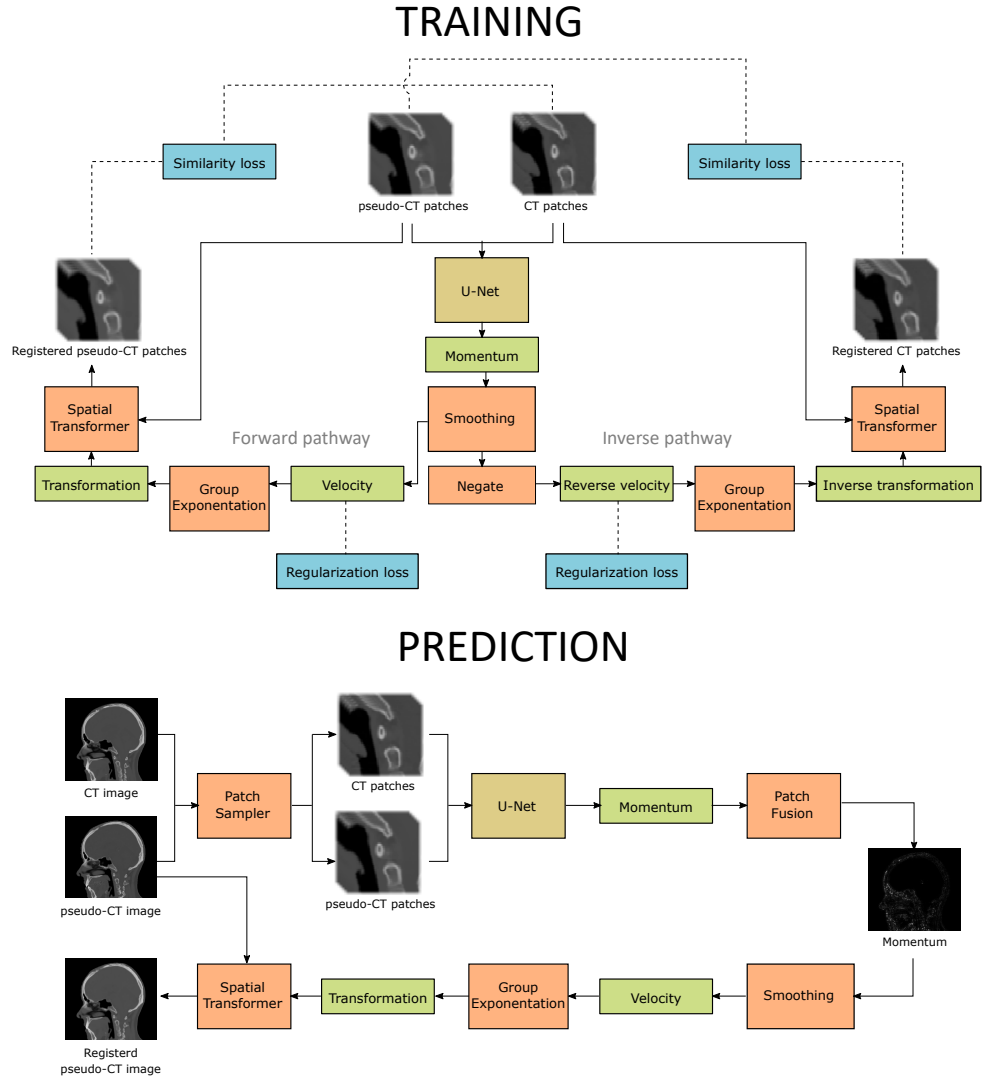 TRAINING
Similarity loss
Similarity loss
pseudo-CT patches
CT patches
U-Net
Registered pseudo-CT patches
Registered CT patches
Momentum
Spatial
Transformer
Smoothing
Spatial
Transformer
Forward pathway
Inverse pathway
Transformation
Group
Exponentation
Velocity
Negate
Reverse velocity
Group
Exponentation
Inverse transformation
Regularization loss
Regularization loss
PREDICTION
CT image
Patch
Sampler
CT patches
U-Net
Momentum
Patch
Fusion
pseudo-CT image
pseudo-CT patches
Momentum
Spatial
Transformer
Transformation
Group
Exponentation
Velocity
Smoothing
Registerd
pseudo-CT image